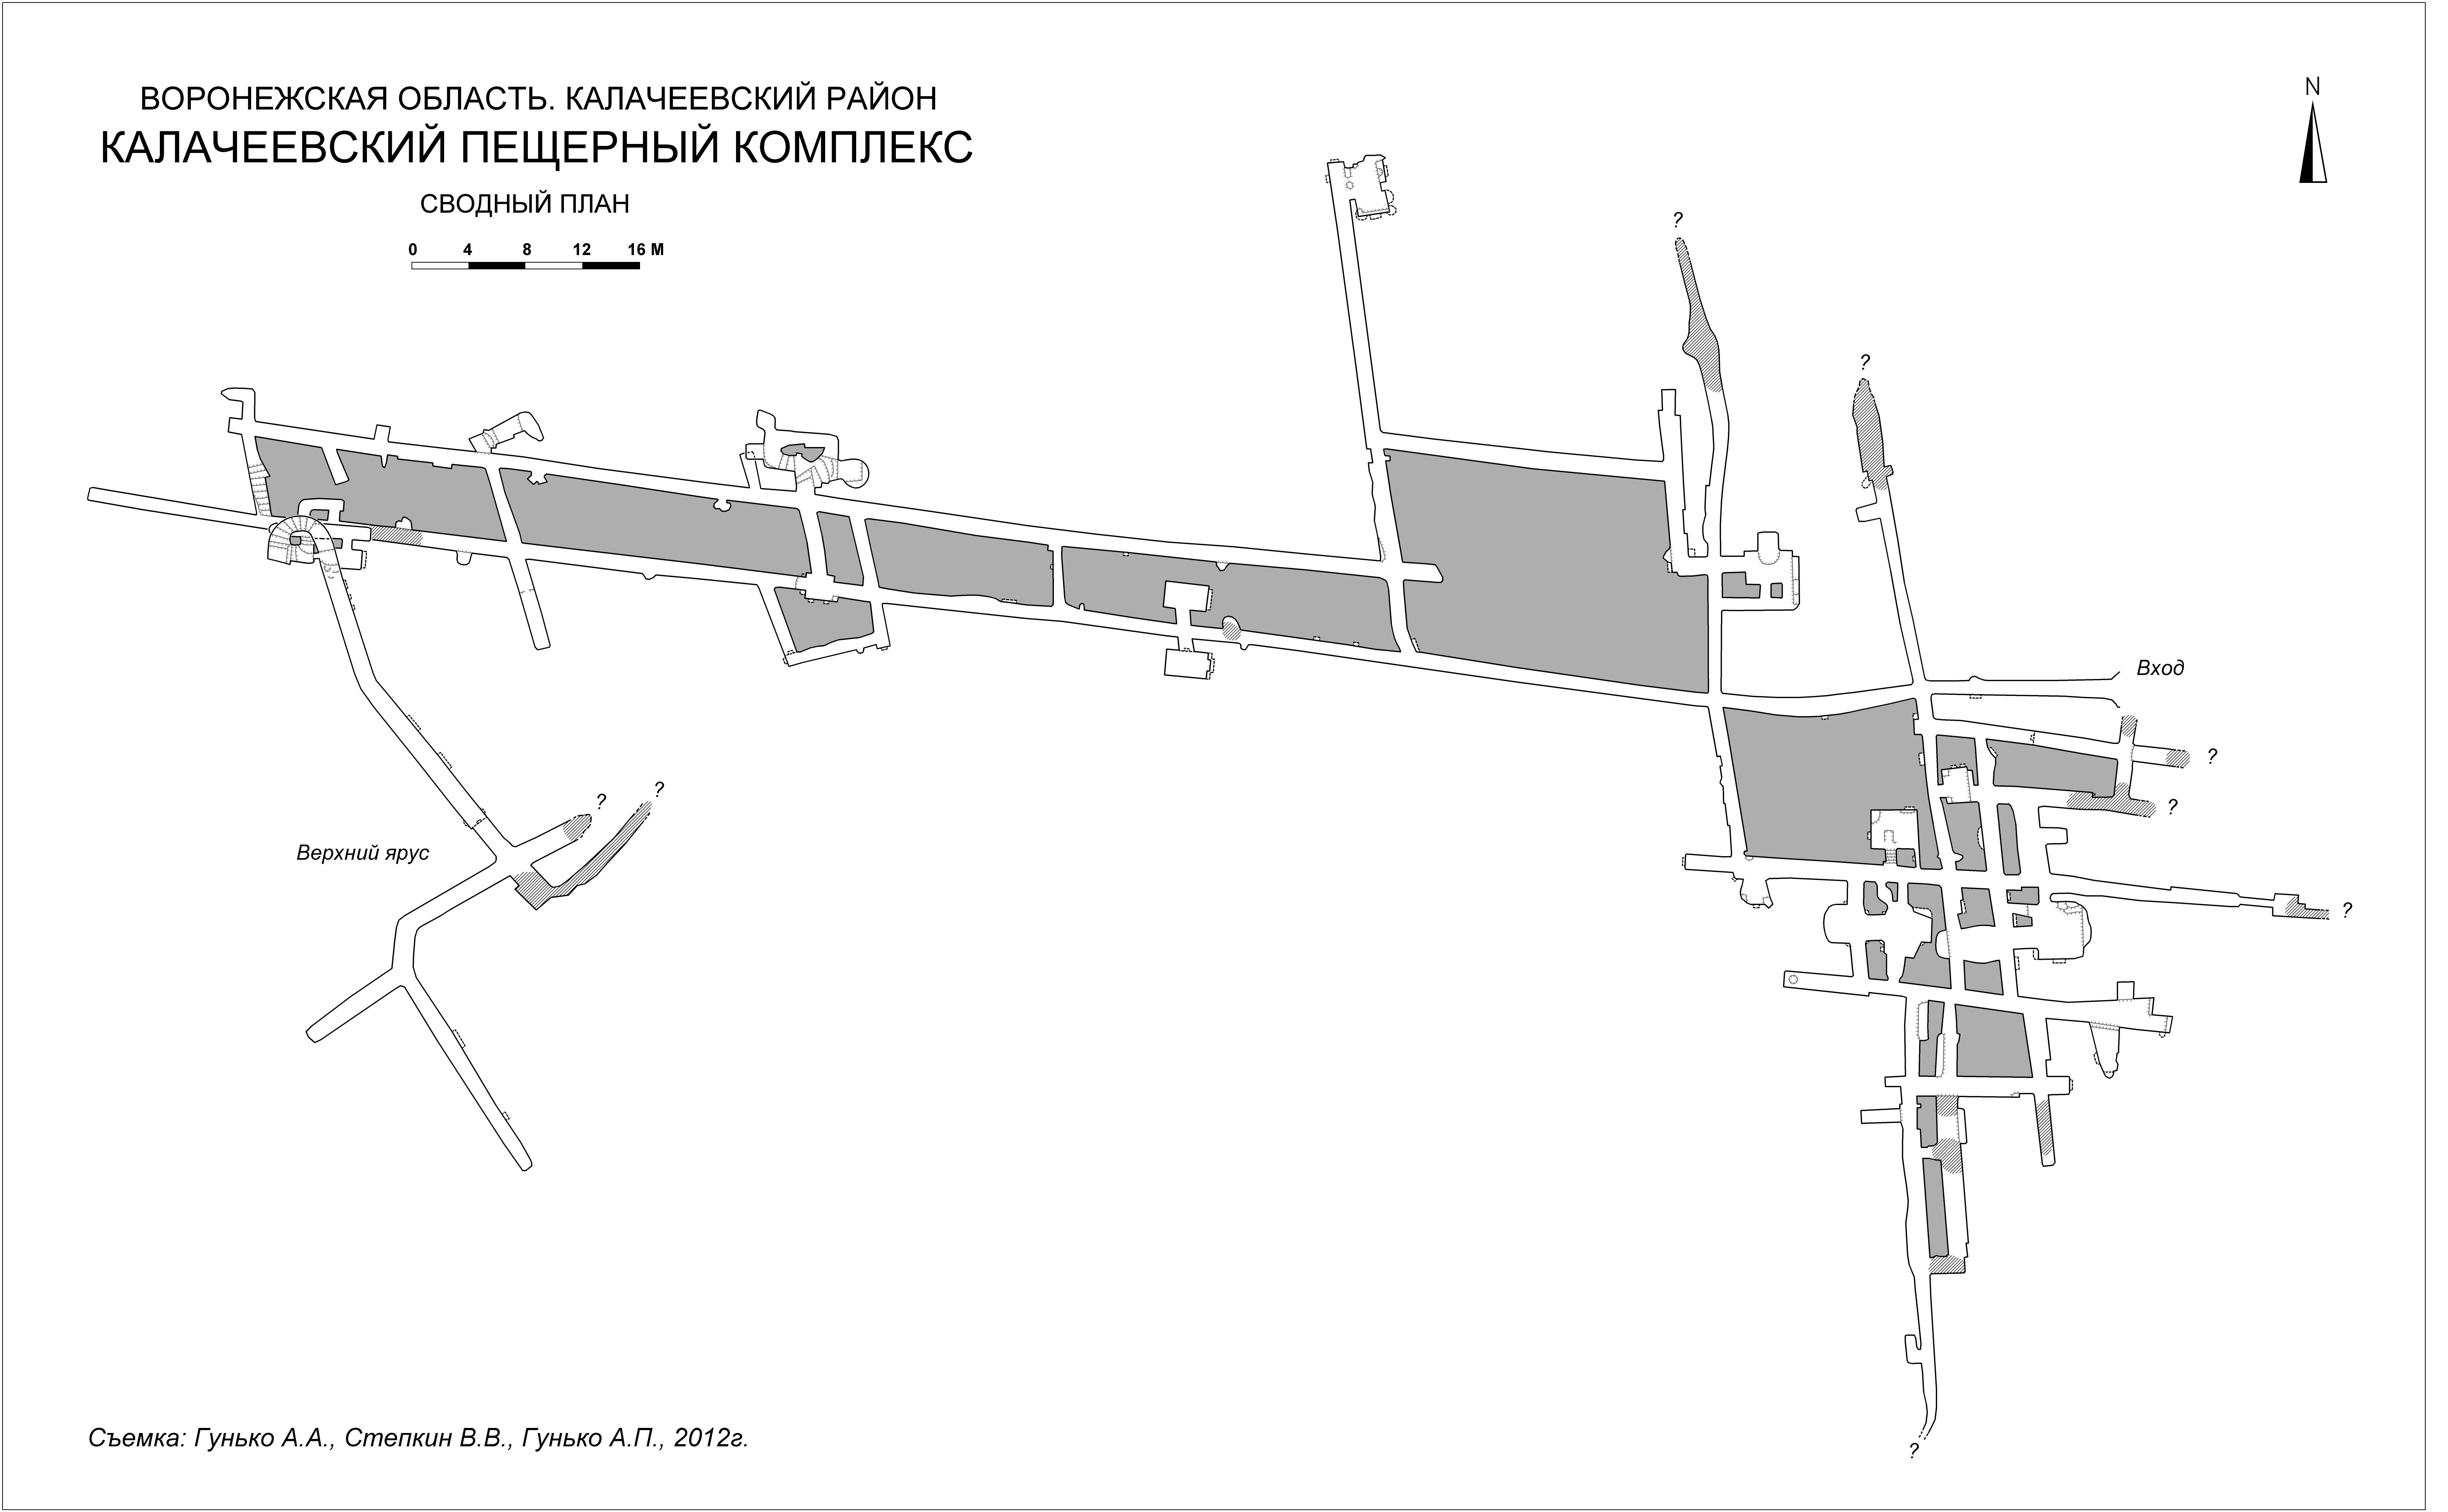 ВОРОНЕЖСКАЯ ОБЛАСТЬ. КАЛАЧЕЕВСКИЙ РАЙОН
КАЛАЧЕЕВСКИЙ ПЕЩЕРНЫЙ КОМПЛЕКС
СВОДНЫЙ ПЛАН
0 4 8 12 16 М
N
?
?
Вход
?
?
?
?
Верхний ярус
?
?
Съемка: Гунько А.А., Степкин В.В., Гунько А.П., 2012г.
?